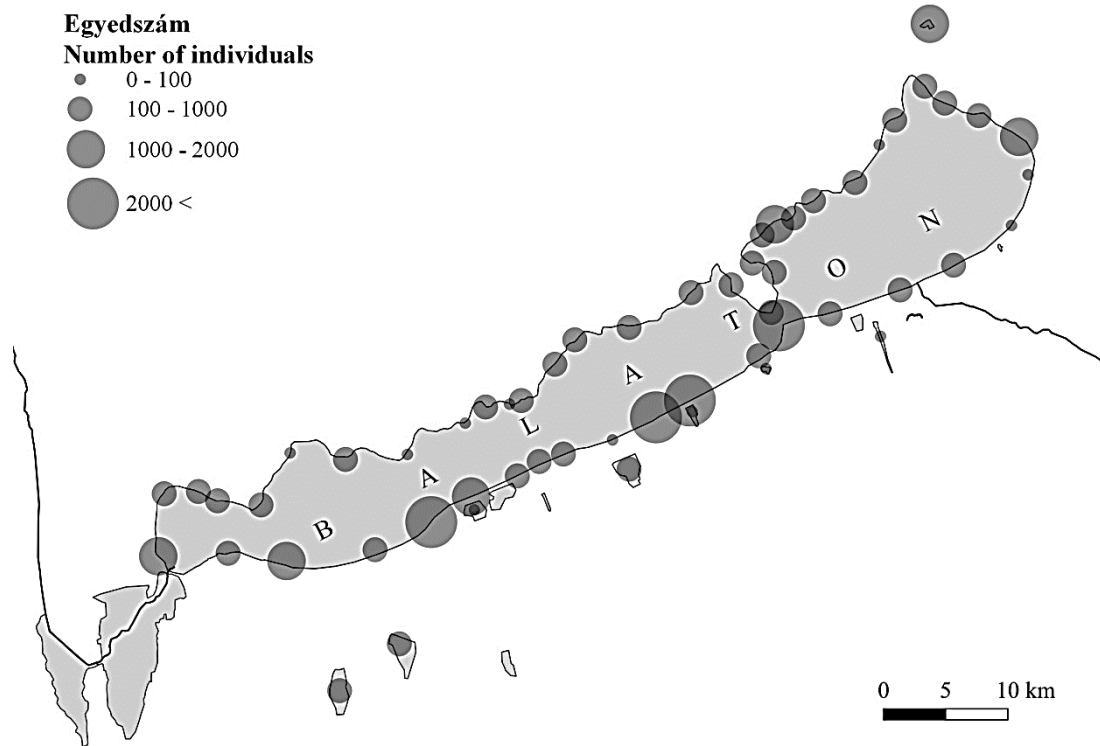 Egyedszám
Number of individuals
0 - 100
100 - 1000
1000 - 2000
2000 <
B A L A T O N
0 5 10 km